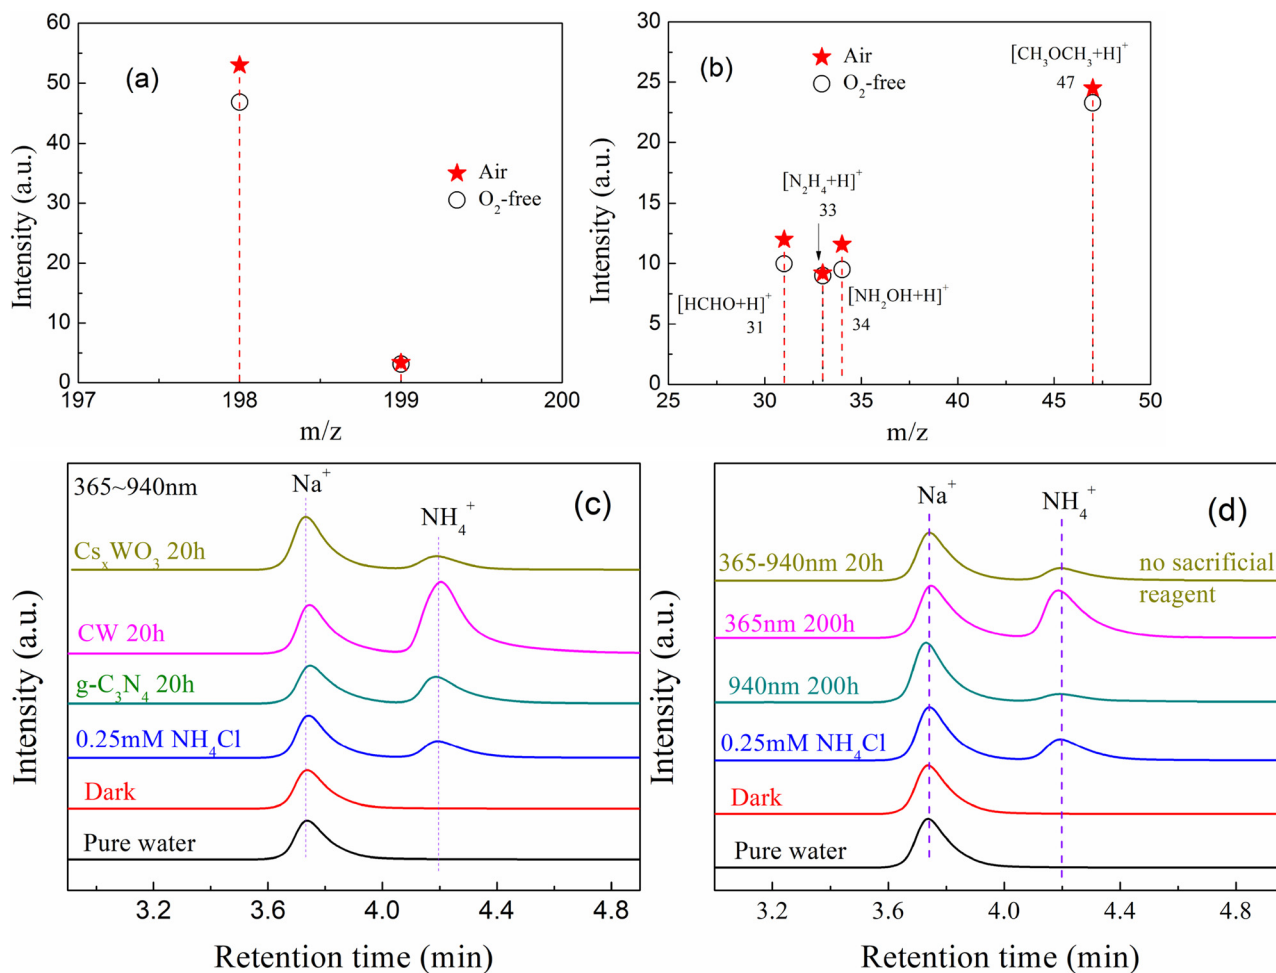 60
50
40
30
20
10
0
Intensity (a.u.)
(a)
Air
O₂-free
197
198
199
200
m/z
30
25
20
15
10
5
0
Intensity (a.u.)
(b)
Air
O₂-free
[CH₃OCH₃+H]⁺
47
[N₂H₄+H]⁺
33
[HCHO+H]⁺
31
[NH₂OH+H]⁺
34
25
30
35
40
45
50
m/z
365~940nm
Na⁺
NH₄⁺
(c)
CsₓWO₃ 20h
CW 20h
g-C₃N₄ 20h
0.25mM NH₄Cl
Dark
Pure water
Intensity (a.u.)
3.2
3.6
4.0
4.4
4.8
Retention time (min)
Na⁺
NH₄⁺
(d)
365-940nm 20h
no sacrificial
reagent
365nm 200h
940nm 200h
0.25mM NH₄Cl
Dark
Pure water
Intensity (a.u.)
3.2
3.6
4.0
4.4
4.8
Retention time (min)